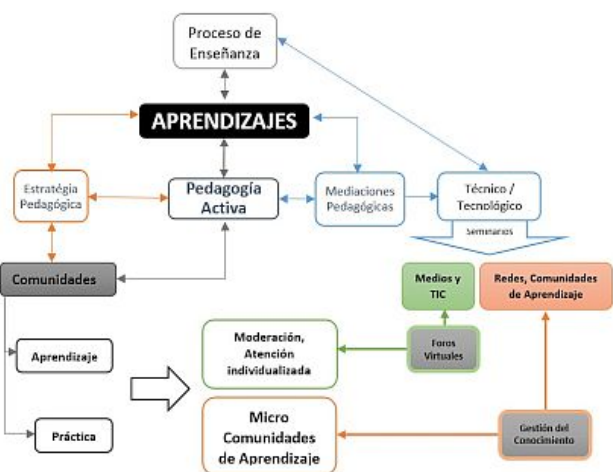 Proceso de
Enseñanza
APRENDIZAJES
Estratégia
Pedagógica
Pedagogía
Activa
Mediaciones
Pedagógicas
Técnico /
Tecnológico
Seminarios
Comunidades
Medios y
TIC
Redes, Comunidades
de Aprendizaje
Aprendizaje
Moderación,
Atención
individualizada
Foros
Virtuales
Práctica
Micro
Comunidades
de Aprendizaje
Gestión del
Conocimiento